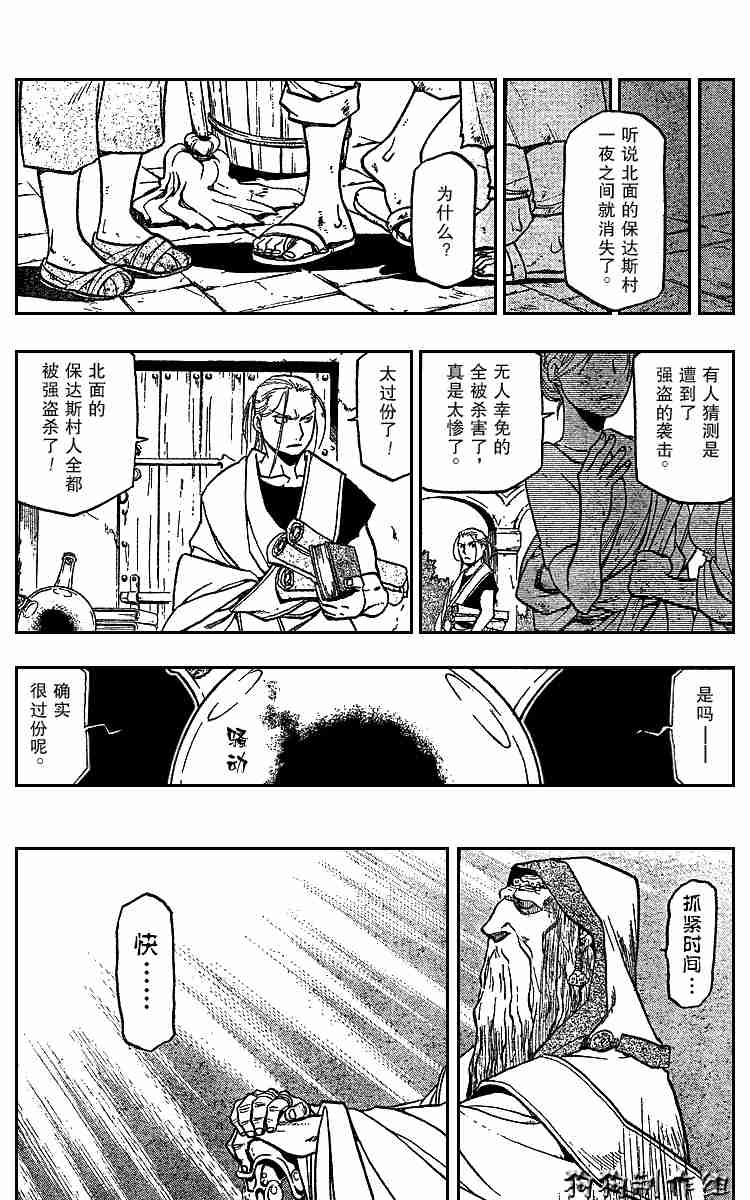 听说北面的保达斯村
一夜之间就
消失了。
为什么？
有人猜测是
遭到了
强盗的袭击。
无人幸免的
全被杀害了，
真是太惨了。
太过份了！
北面的
保达斯村人全都
被强盗杀了！
是吗——
骚动
确实
很过份呢。
抓紧时间…
快……